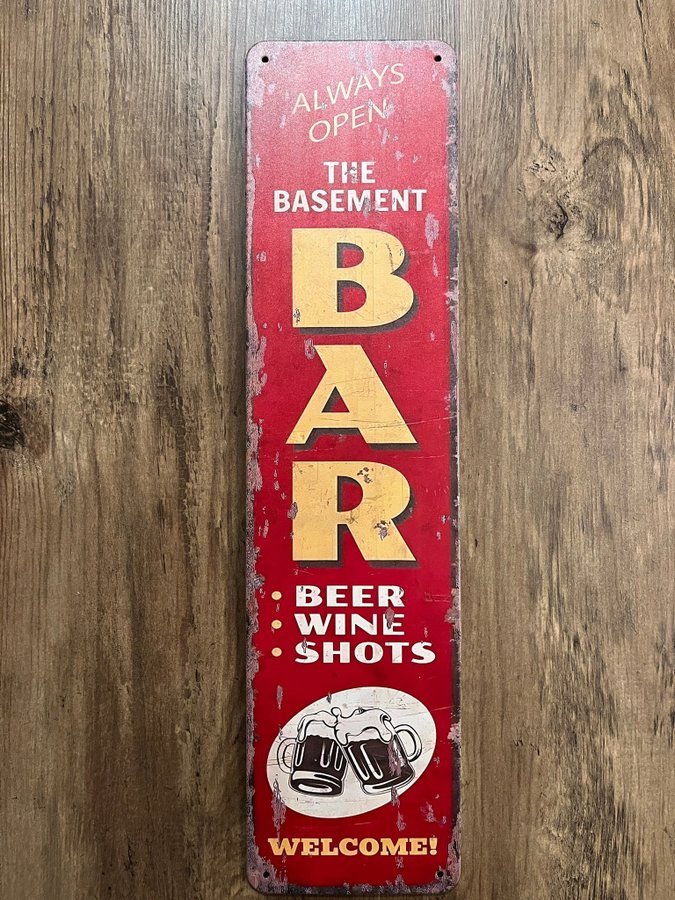 ALWAYS
OPEN
THE
BASEMENT
BAR
• BEER
• WINE
• SHOTS
WELCOME!